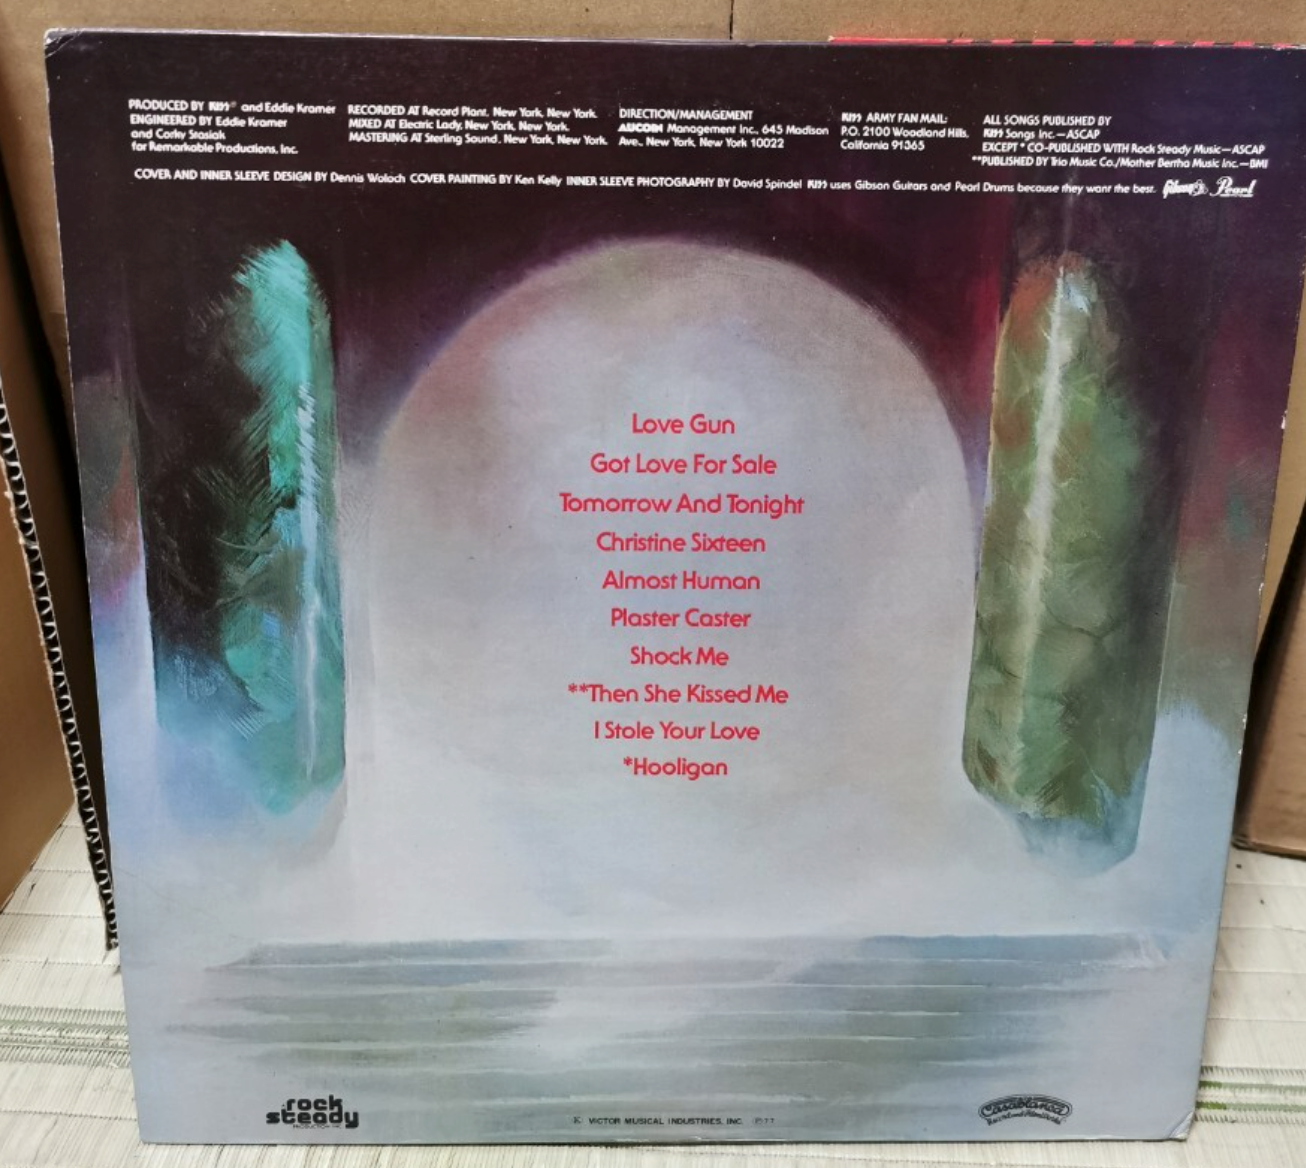 PRODUCED BY KISS® and Eddie Kramer
ENGINEERED BY Eddie Kramer
and Corky Stasiak
for Remarkable Productions, Inc.
RECORDED AT Record Plant, New York, New York.
MIXED AT Electric Lady, New York, New York.
MASTERING AT Sterling Sound, New York, New York.
DIRECTION/MANAGEMENT
AUCOIN Management Inc., 645 Madison
Ave., New York, New York 10022
KISS ARMY FAN MAIL:
P.O. 2100 Woodland Hills,
California 91365
ALL SONGS PUBLISHED BY
KISS Songs Inc.—ASCAP
EXCEPT * CO-PUBLISHED WITH Rock Steady Music—ASCAP
**PUBLISHED BY Trio Music Co./Mother Bertha Music Inc.—BMI
COVER AND INNER SLEEVE DESIGN BY Dennis Woloch COVER PAINTING BY Ken Kelly INNER SLEEVE PHOTOGRAPHY BY David Spindel KISS uses Gibson Guitars and Pearl Drums because they want the best. Gibson Pearl
Love Gun
Got Love For Sale
Tomorrow And Tonight
Christine Sixteen
Almost Human
Plaster Caster
Shock Me
**Then She Kissed Me
I Stole Your Love
*Hooligan
rock
steady
Casablanca
Record and FilmWorks
VICTOR MUSICAL INDUSTRIES, INC.